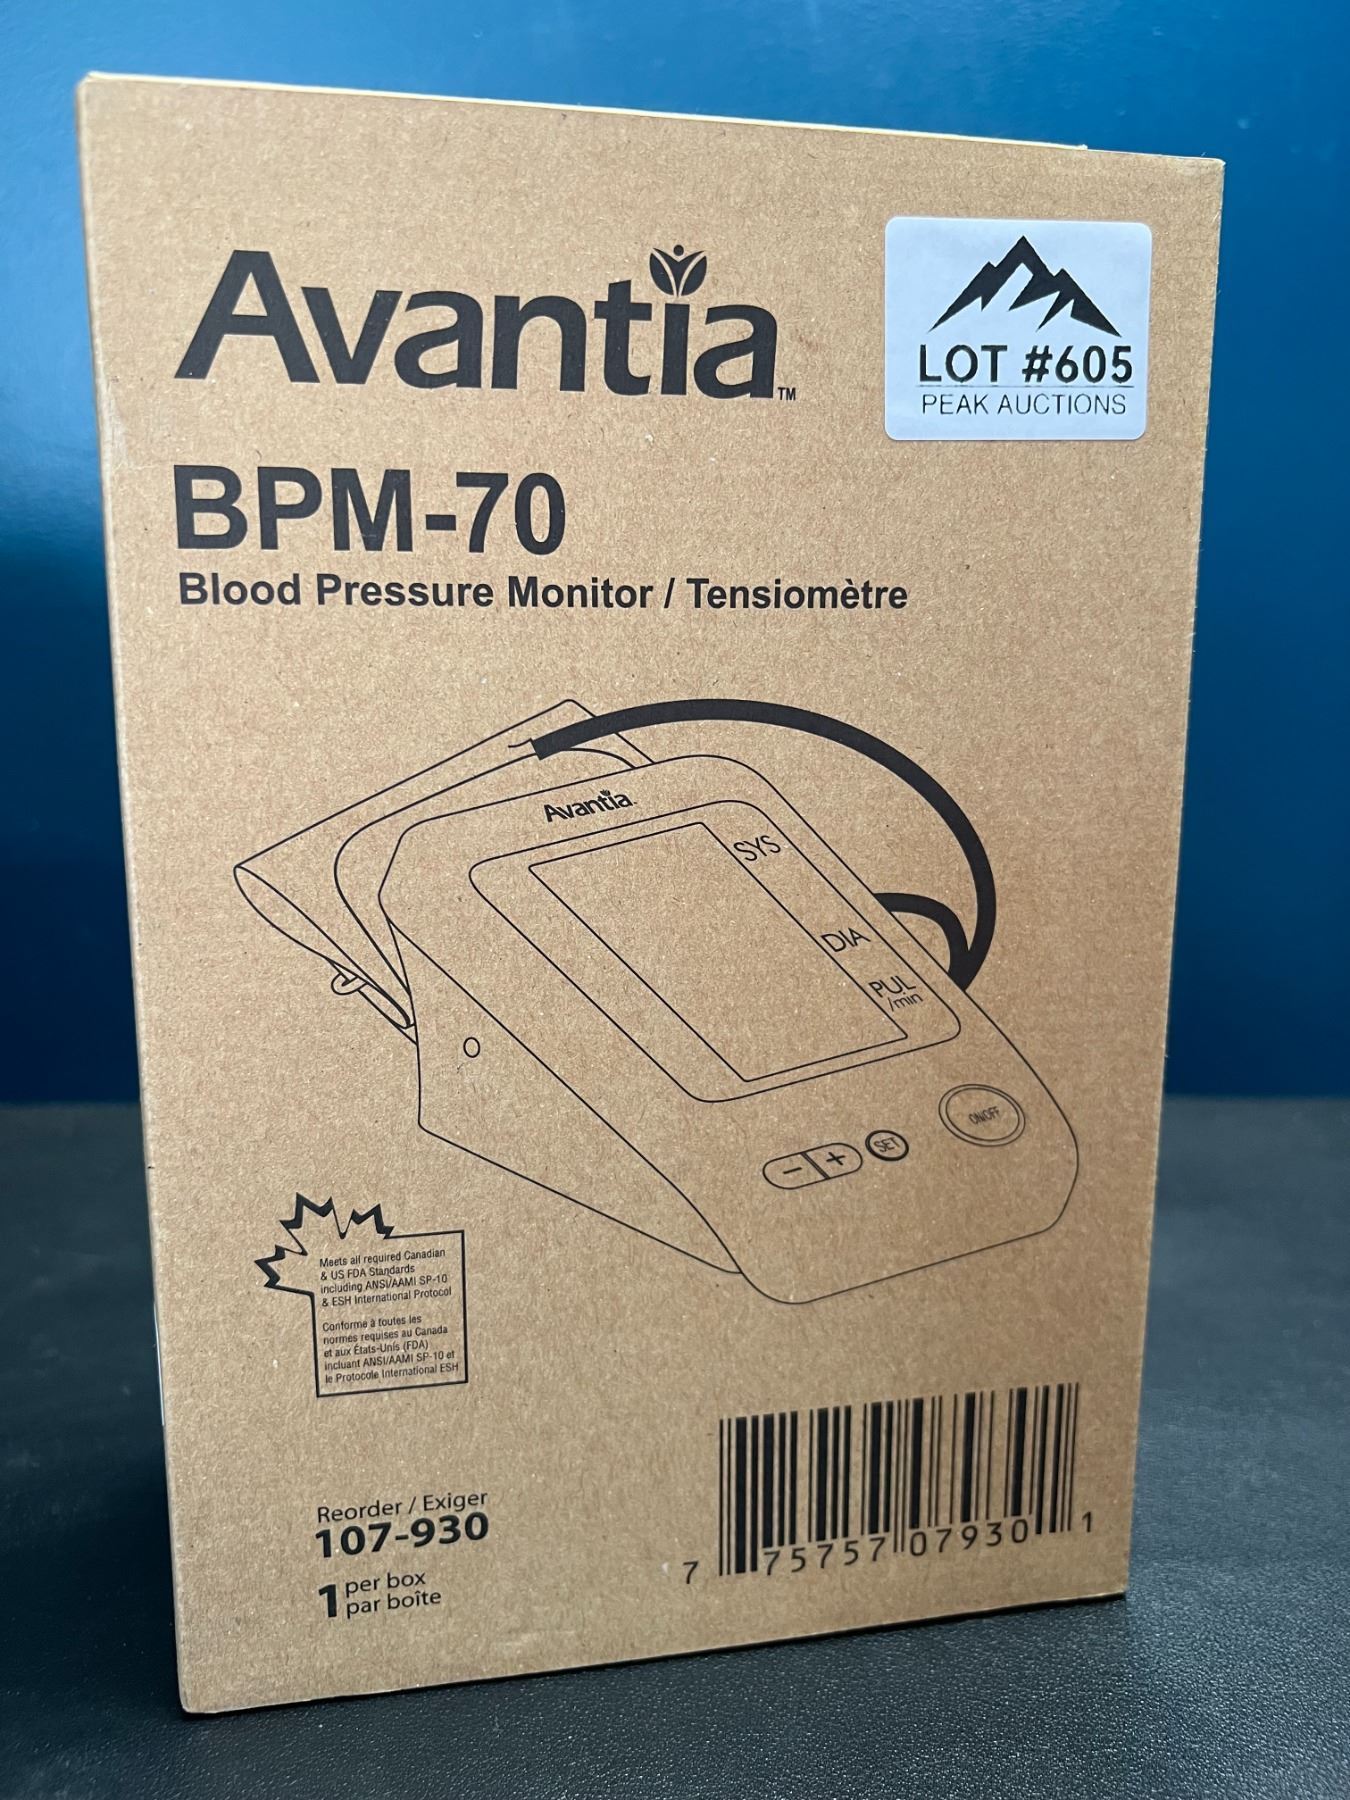 Avantia™
LOT #605
PEAK AUCTIONS
BPM-70
Blood Pressure Monitor / Tensiomètre
Avantia
SYS
DIA
PUL
/min
ON/OFF
- +
SET
Meets all required Canadian
& US FDA Standards
including ANSI/AAMI SP-10
& ESH International Protocol
Conforme à toutes les
normes requises au Canada
et aux États-Unis (FDA)
incluant ANSI/AAMI SP-10 et
le Protocole International ESH
Reorder / Exiger
107-930
1 per box
par boîte
7 75757 07930 1